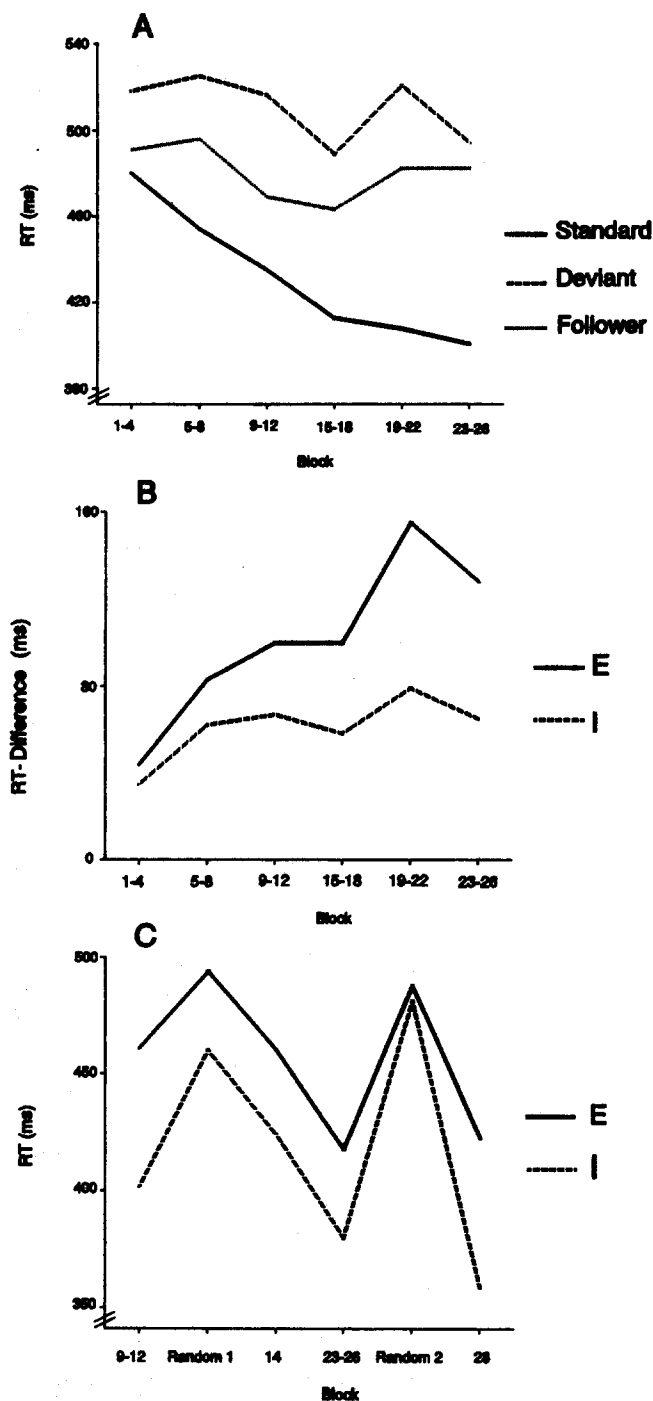 A
540
500
460
420
380
RT (ms)
Standard
Deviant
Follower
1-4 5-8 9-12 15-18 19-22 23-26
Block
B
160
80
0
RT- Difference (ms)
E
I
1-4 5-8 9-12 15-18 19-22 23-26
Block
C
500
450
400
350
RT (ms)
E
I
9-12 Random 1 14 23-26 Random 2 28
Block